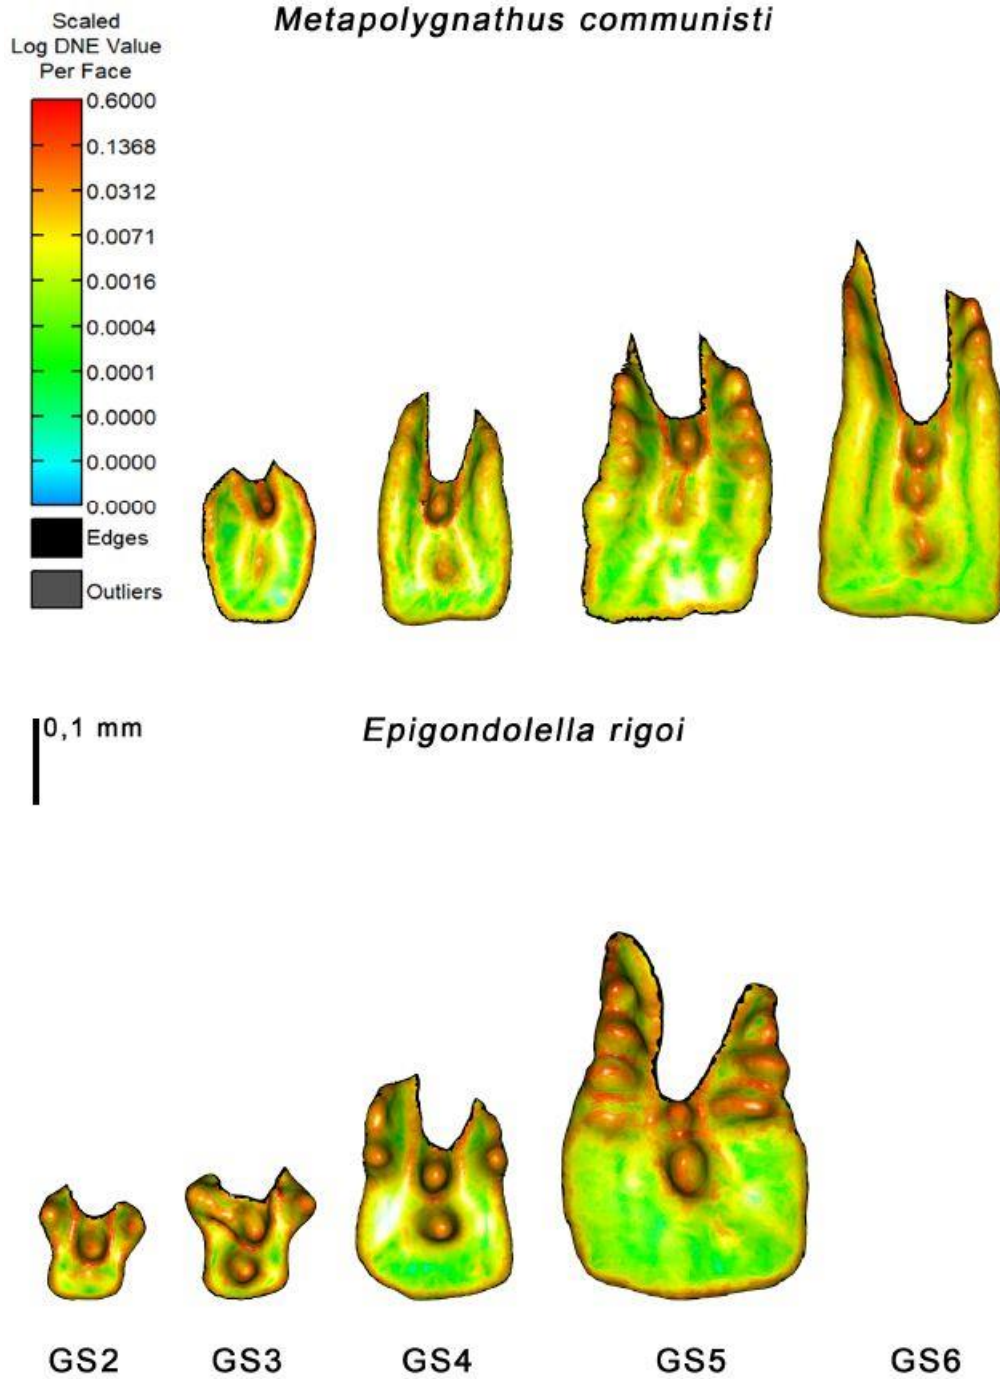 Metapolygnathus communisti
Scaled
Log DNE Value
Per Face
0.6000
0.1368
0.0312
0.0071
0.0016
0.0004
0.0001
0.0000
0.0000
0.0000
Edges
Outliers
0,1 mm
Epigondolella rigoi
GS2 GS3 GS4 GS5 GS6